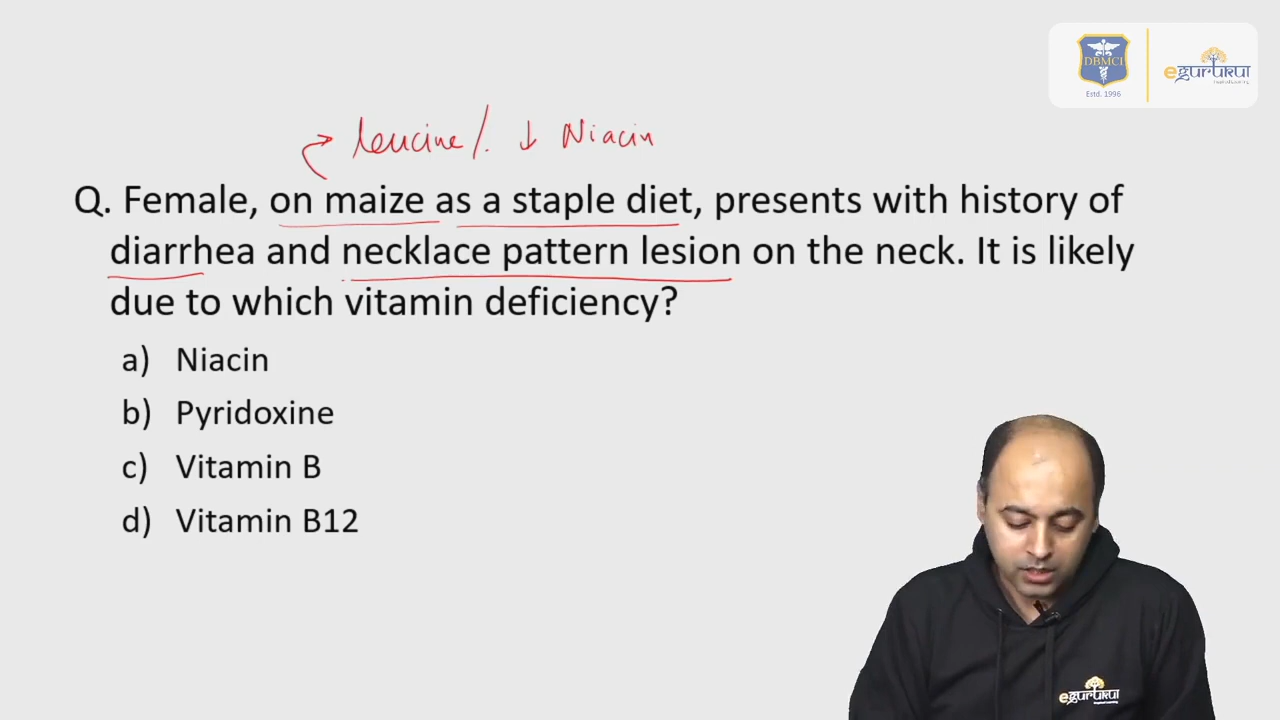 DBMCI
Estd. 1996
egurukul
Leucine/. ↓ Niacin
Q. Female, on maize as a staple diet, presents with history of
diarrhea and necklace pattern lesion on the neck. It is likely
due to which vitamin deficiency?
a) Niacin
b) Pyridoxine
c) Vitamin B
d) Vitamin B12
egurukul